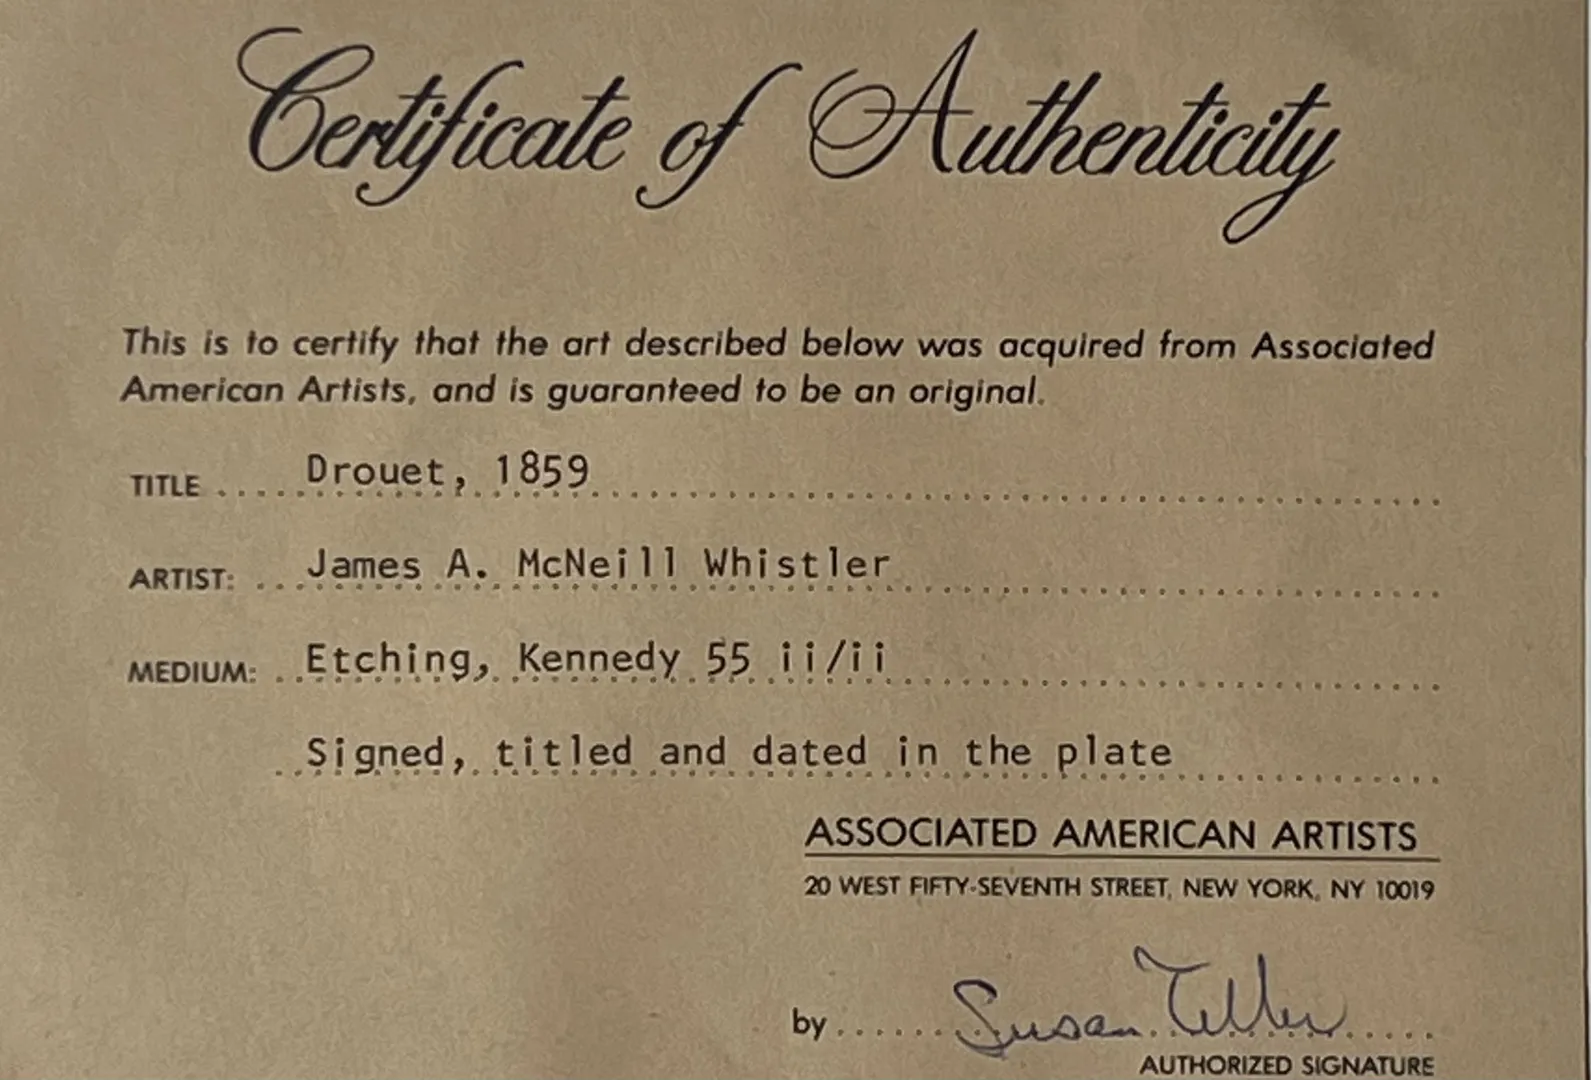 Certificate of Authenticity
This is to certify that the art described below was acquired from Associated
American Artists, and is guaranteed to be an original.
TITLE Drouet, 1859
ARTIST: James A. McNeill Whistler
MEDIUM: Etching, Kennedy 55 ii/ii
Signed, titled and dated in the plate
ASSOCIATED AMERICAN ARTISTS
20 WEST FIFTY-SEVENTH STREET, NEW YORK, NY 10019
by Susan Teller
AUTHORIZED SIGNATURE